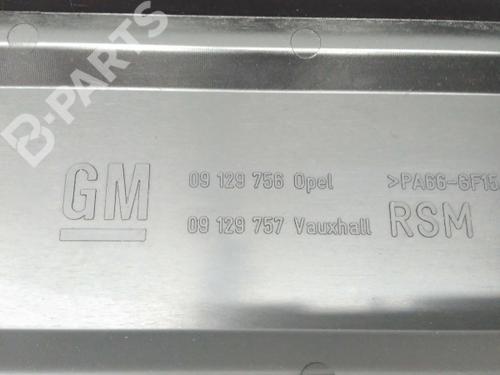 B-PARTS
GM
09 129 756 Opel >PA66-GF15
09 129 757 Vauxhall RSM